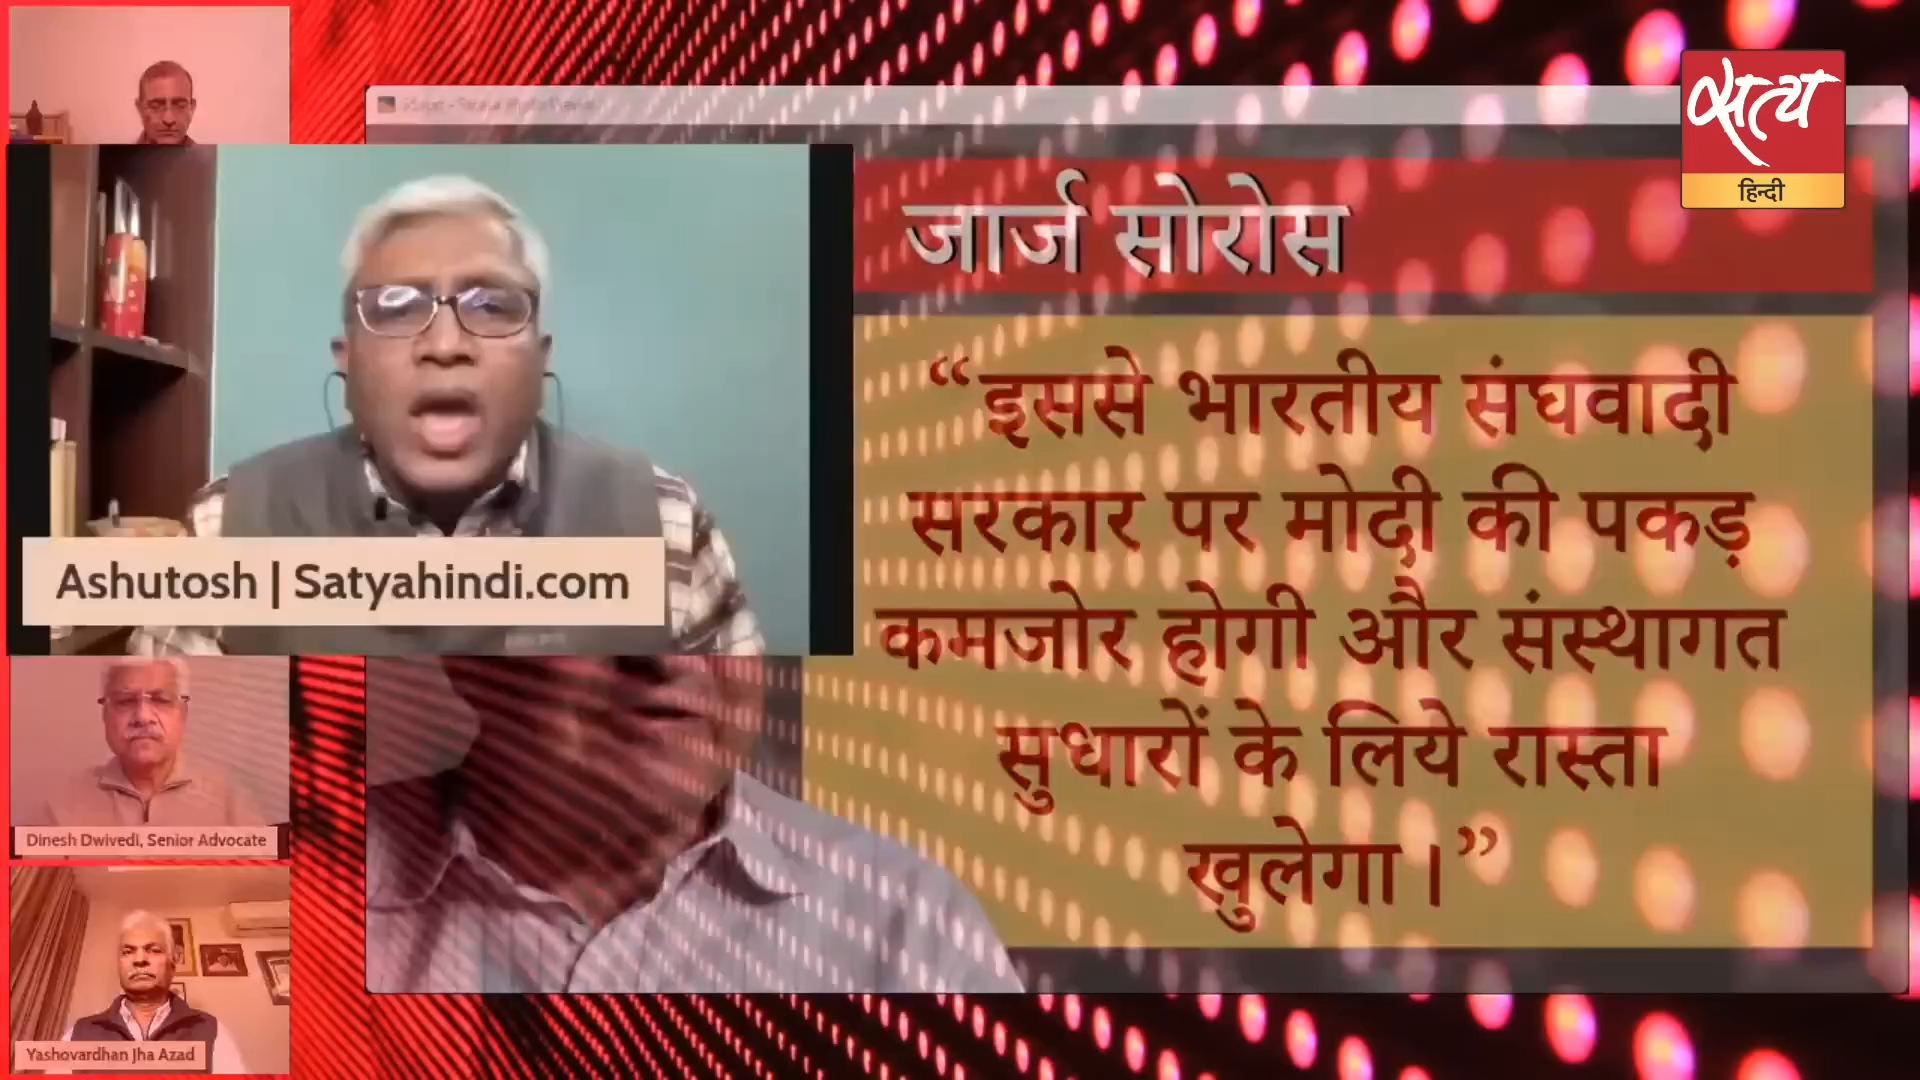 सत्य
हिन्दी
जार्ज सोरोस
“इससे भारतीय संघवादी
सरकार पर मोदी की पकड़
कमजोर होगी और संस्थागत
सुधारों के लिये रास्ता
खुलेगा।”
Ashutosh | Satyahindi.com
Dinesh Dwivedi, Senior Advocate
Yashovardhan Jha Azad